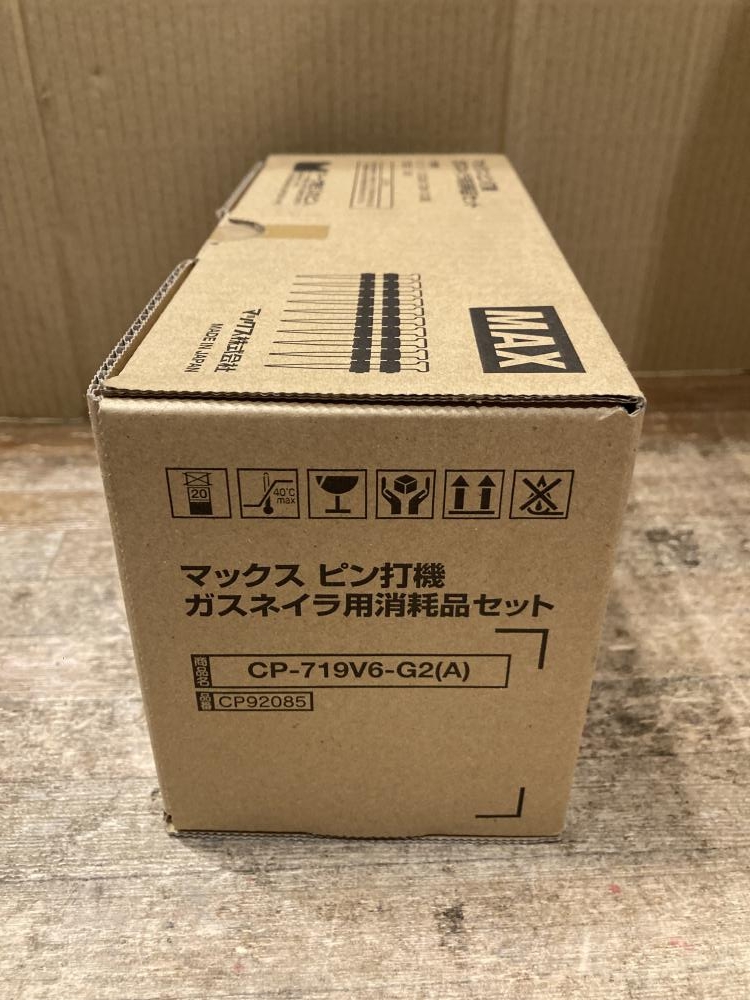 MAX
マックス株式会社
MADE IN JAPAN
20
40℃
max
マックス ピン打機
ガスネイラ用消耗品セット
商品名 CP-719V6-G2(A)
品番 CP92085